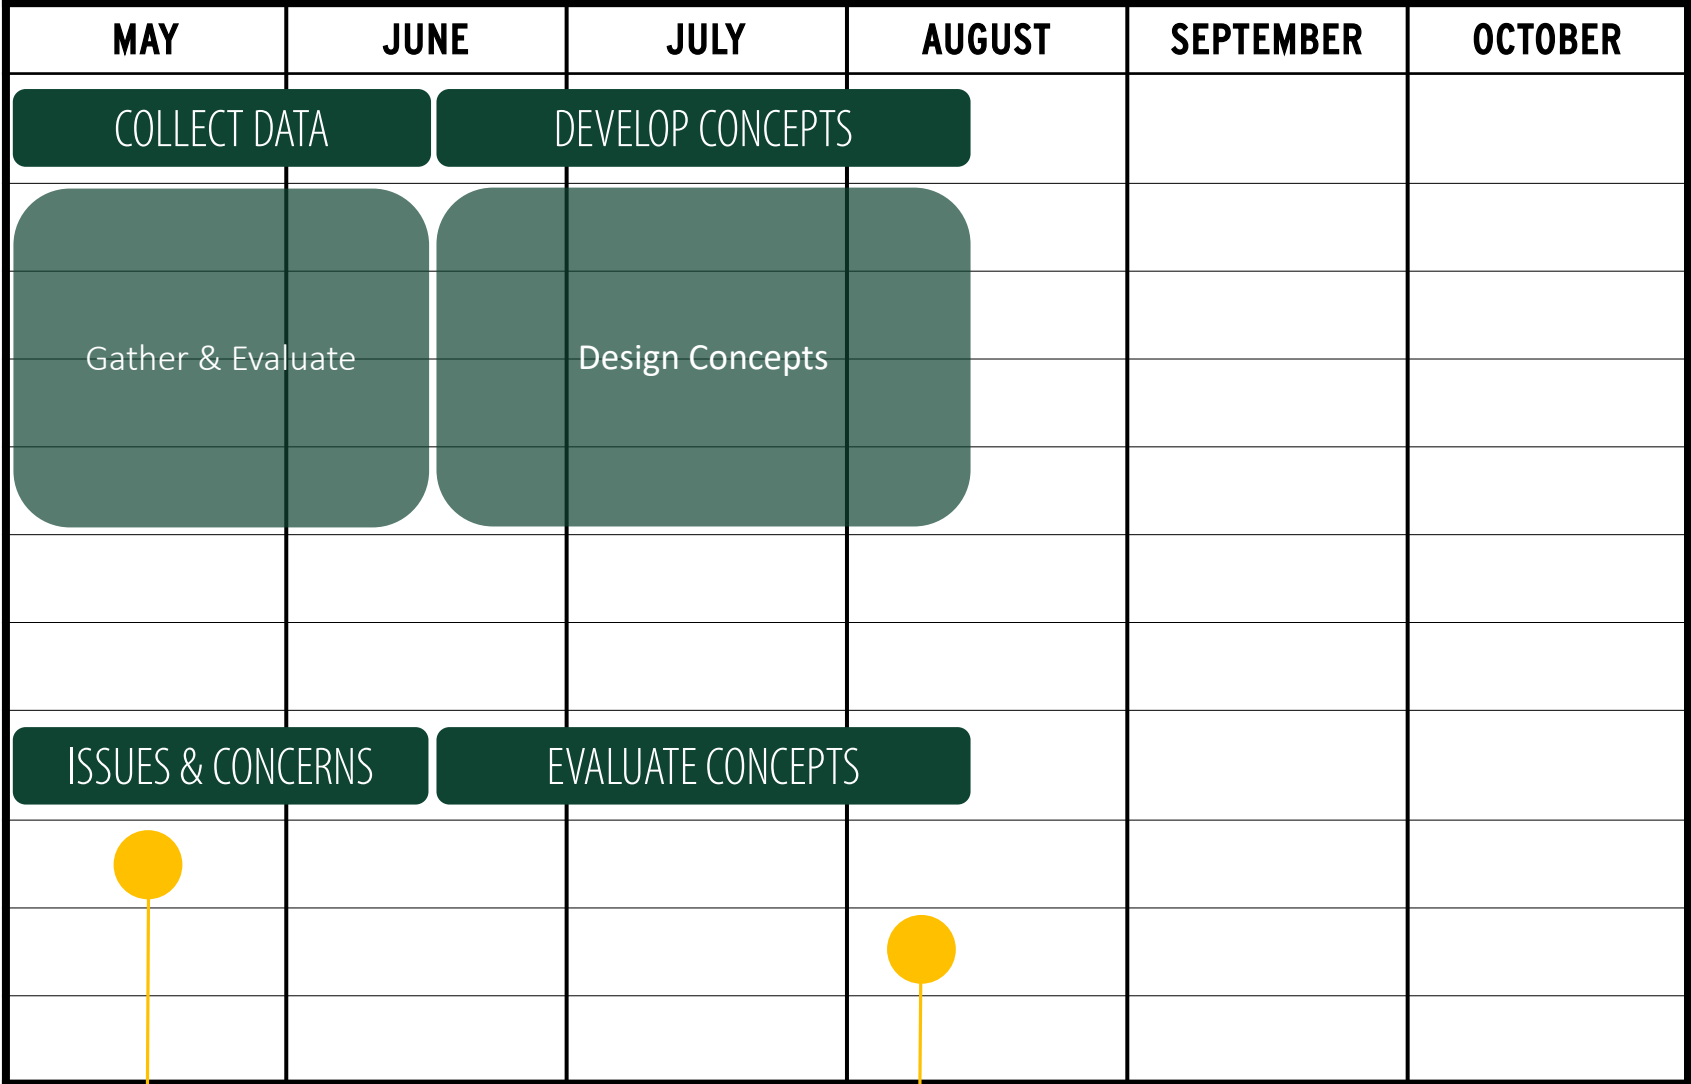 MAY JUNE JULY AUGUST SEPTEMBER OCTOBER
COLLECT DATA DEVELOP CONCEPTS
Gather & Evaluate Design Concepts
ISSUES & CONCERNS EVALUATE CONCEPTS